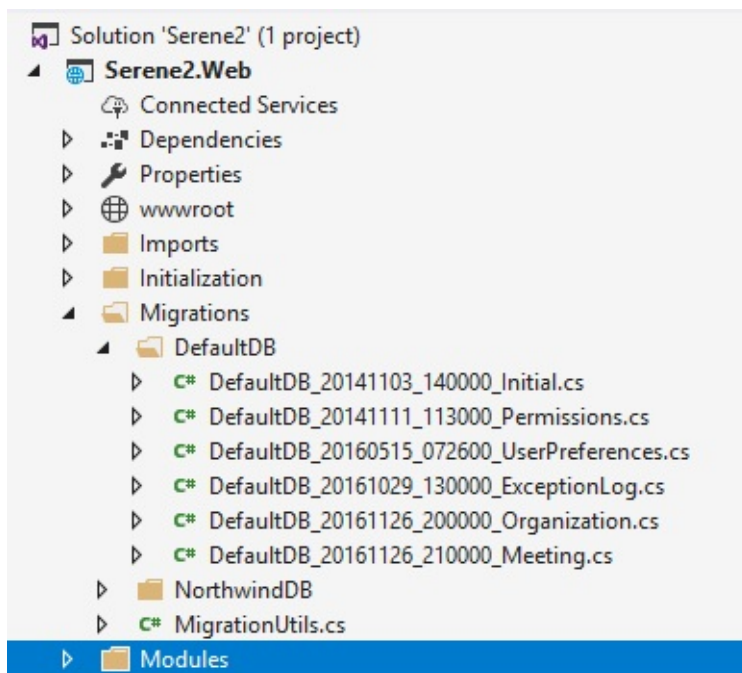 Solution 'Serene2' (1 project)
Serene2.Web
Connected Services
Dependencies
Properties
wwwroot
Imports
Initialization
Migrations
DefaultDB
C# DefaultDB_20141103_140000_Initial.cs
C# DefaultDB_20141111_113000_Permissions.cs
C# DefaultDB_20160515_072600_UserPreferences.cs
C# DefaultDB_20161029_130000_ExceptionLog.cs
C# DefaultDB_20161126_200000_Organization.cs
C# DefaultDB_20161126_210000_Meeting.cs
NorthwindDB
C# MigrationUtils.cs
Modules